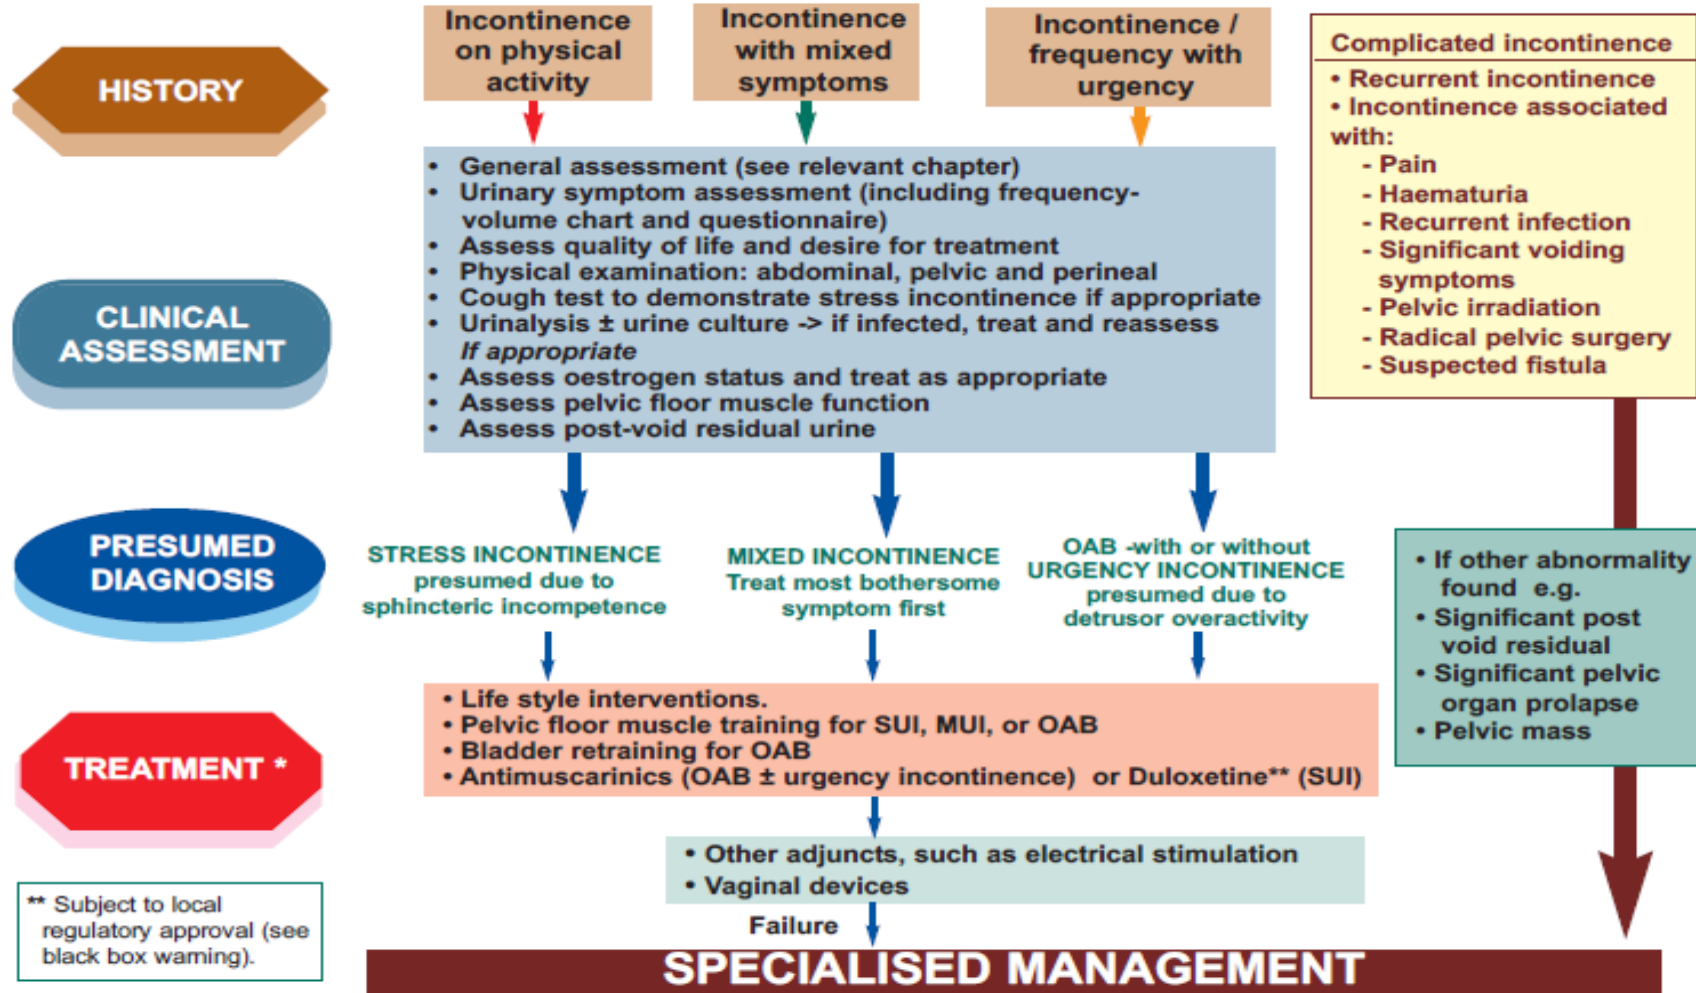 HISTORY
Incontinence
on physical
activity
Incontinence
with mixed
symptoms
Incontinence /
frequency with
urgency
Complicated incontinence
• Recurrent incontinence
• Incontinence associated
with:
- Pain
- Haematuria
- Recurrent infection
- Significant voiding
symptoms
- Pelvic irradiation
- Radical pelvic surgery
- Suspected fistula
CLINICAL
ASSESSMENT
• General assessment (see relevant chapter)
• Urinary symptom assessment (including frequency-
volume chart and questionnaire)
• Assess quality of life and desire for treatment
• Physical examination: abdominal, pelvic and perineal
• Cough test to demonstrate stress incontinence if appropriate
• Urinalysis ± urine culture -> if infected, treat and reassess
If appropriate
• Assess oestrogen status and treat as appropriate
• Assess pelvic floor muscle function
• Assess post-void residual urine
PRESUMED
DIAGNOSIS
STRESS INCONTINENCE
presumed due to
sphincteric incompetence
MIXED INCONTINENCE
Treat most bothersome
symptom first
OAB -with or without
URGENCY INCONTINENCE
presumed due to
detrusor overactivity
• If other abnormality
found e.g.
• Significant post
void residual
• Significant pelvic
organ prolapse
• Pelvic mass
TREATMENT *
• Life style interventions.
• Pelvic floor muscle training for SUI, MUI, or OAB
• Bladder retraining for OAB
• Antimuscarinics (OAB ± urgency incontinence) or Duloxetine** (SUI)
• Other adjuncts, such as electrical stimulation
• Vaginal devices
** Subject to local
regulatory approval (see
black box warning).
Failure
SPECIALISED MANAGEMENT